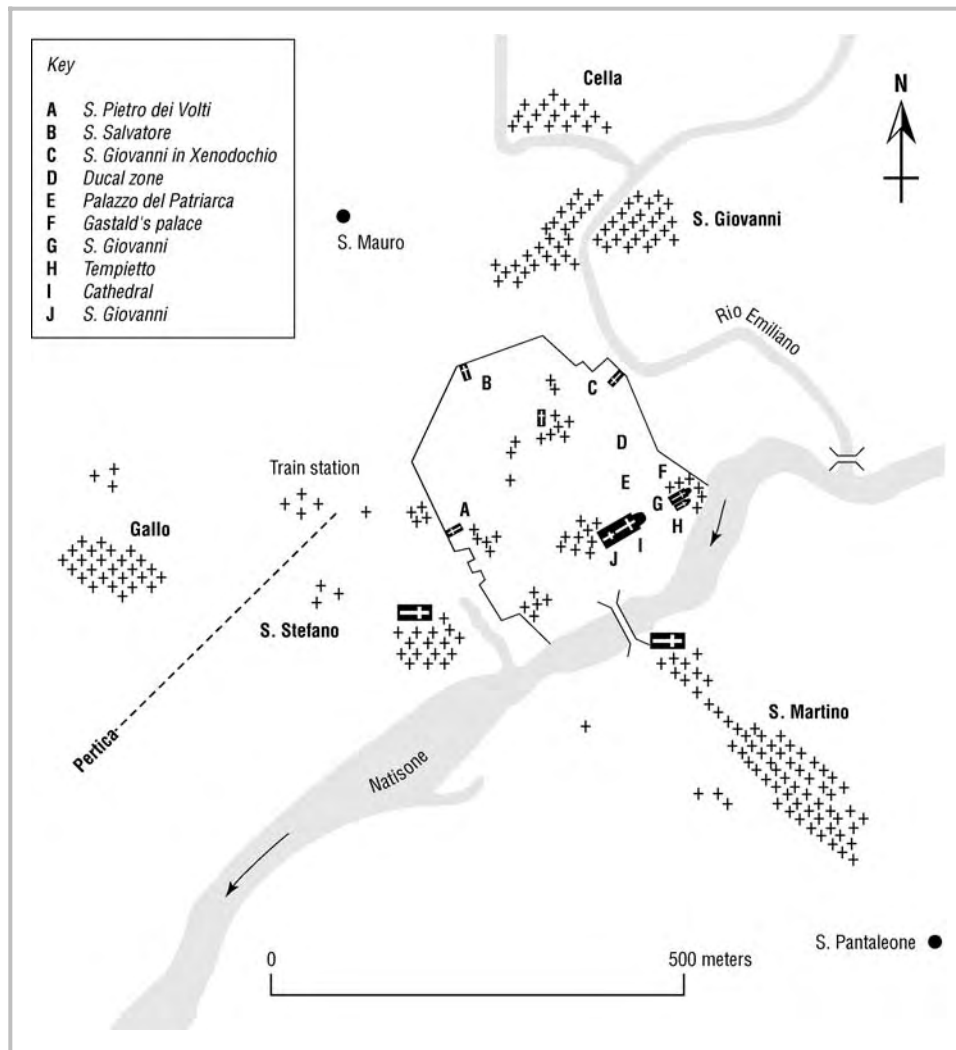 Key
A S. Pietro dei Volti
B S. Salvatore
C S. Giovanni in Xenodochio
D Ducal zone
E Palazzo del Patriarca
F Gastald's palace
G S. Giovanni
H Tempietto
I Cathedral
J S. Giovanni
Cella
N
S. Mauro
S. Giovanni
Rio Emiliano
B
C
D
Train station
E
F
A
G
Gallo
H
I
J
S. Stefano
S. Martino
Pertica
Natisone
S. Pantaleone
0 500 meters